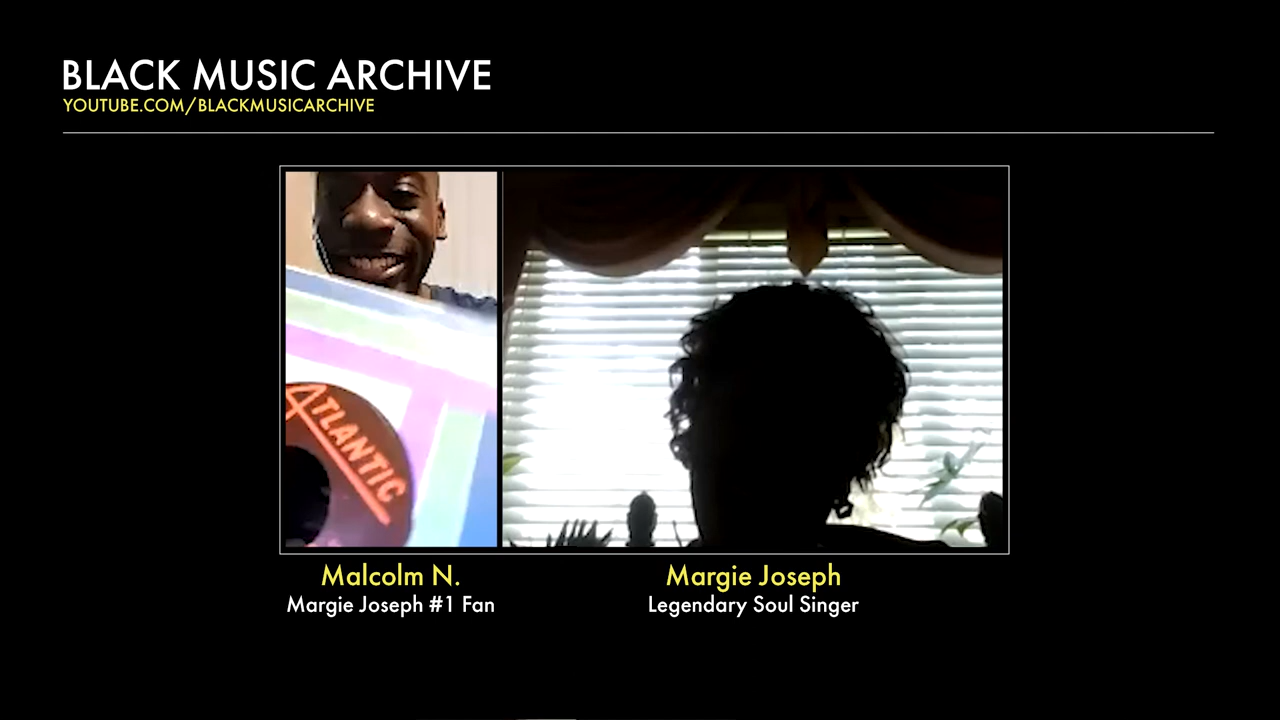 BLACK MUSIC ARCHIVE
YOUTUBE.COM/BLACKMUSICARCHIVE
ATLANTIC
Malcolm N.
Margie Joseph #1 Fan
Margie Joseph
Legendary Soul Singer